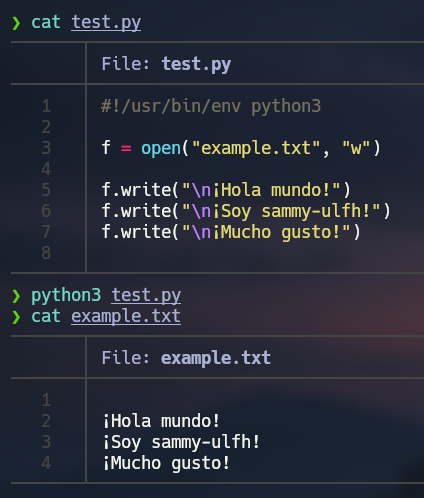 ❯ cat test.py
File: test.py
1 #!/usr/bin/env python3
2
3 f = open("example.txt", "w")
4
5 f.write("\n¡Hola mundo!")
6 f.write("\n¡Soy sammy-ulfh!")
7 f.write("\n¡Mucho gusto!")
8
❯ python3 test.py
❯ cat example.txt
File: example.txt
1
2 ¡Hola mundo!
3 ¡Soy sammy-ulfh!
4 ¡Mucho gusto!